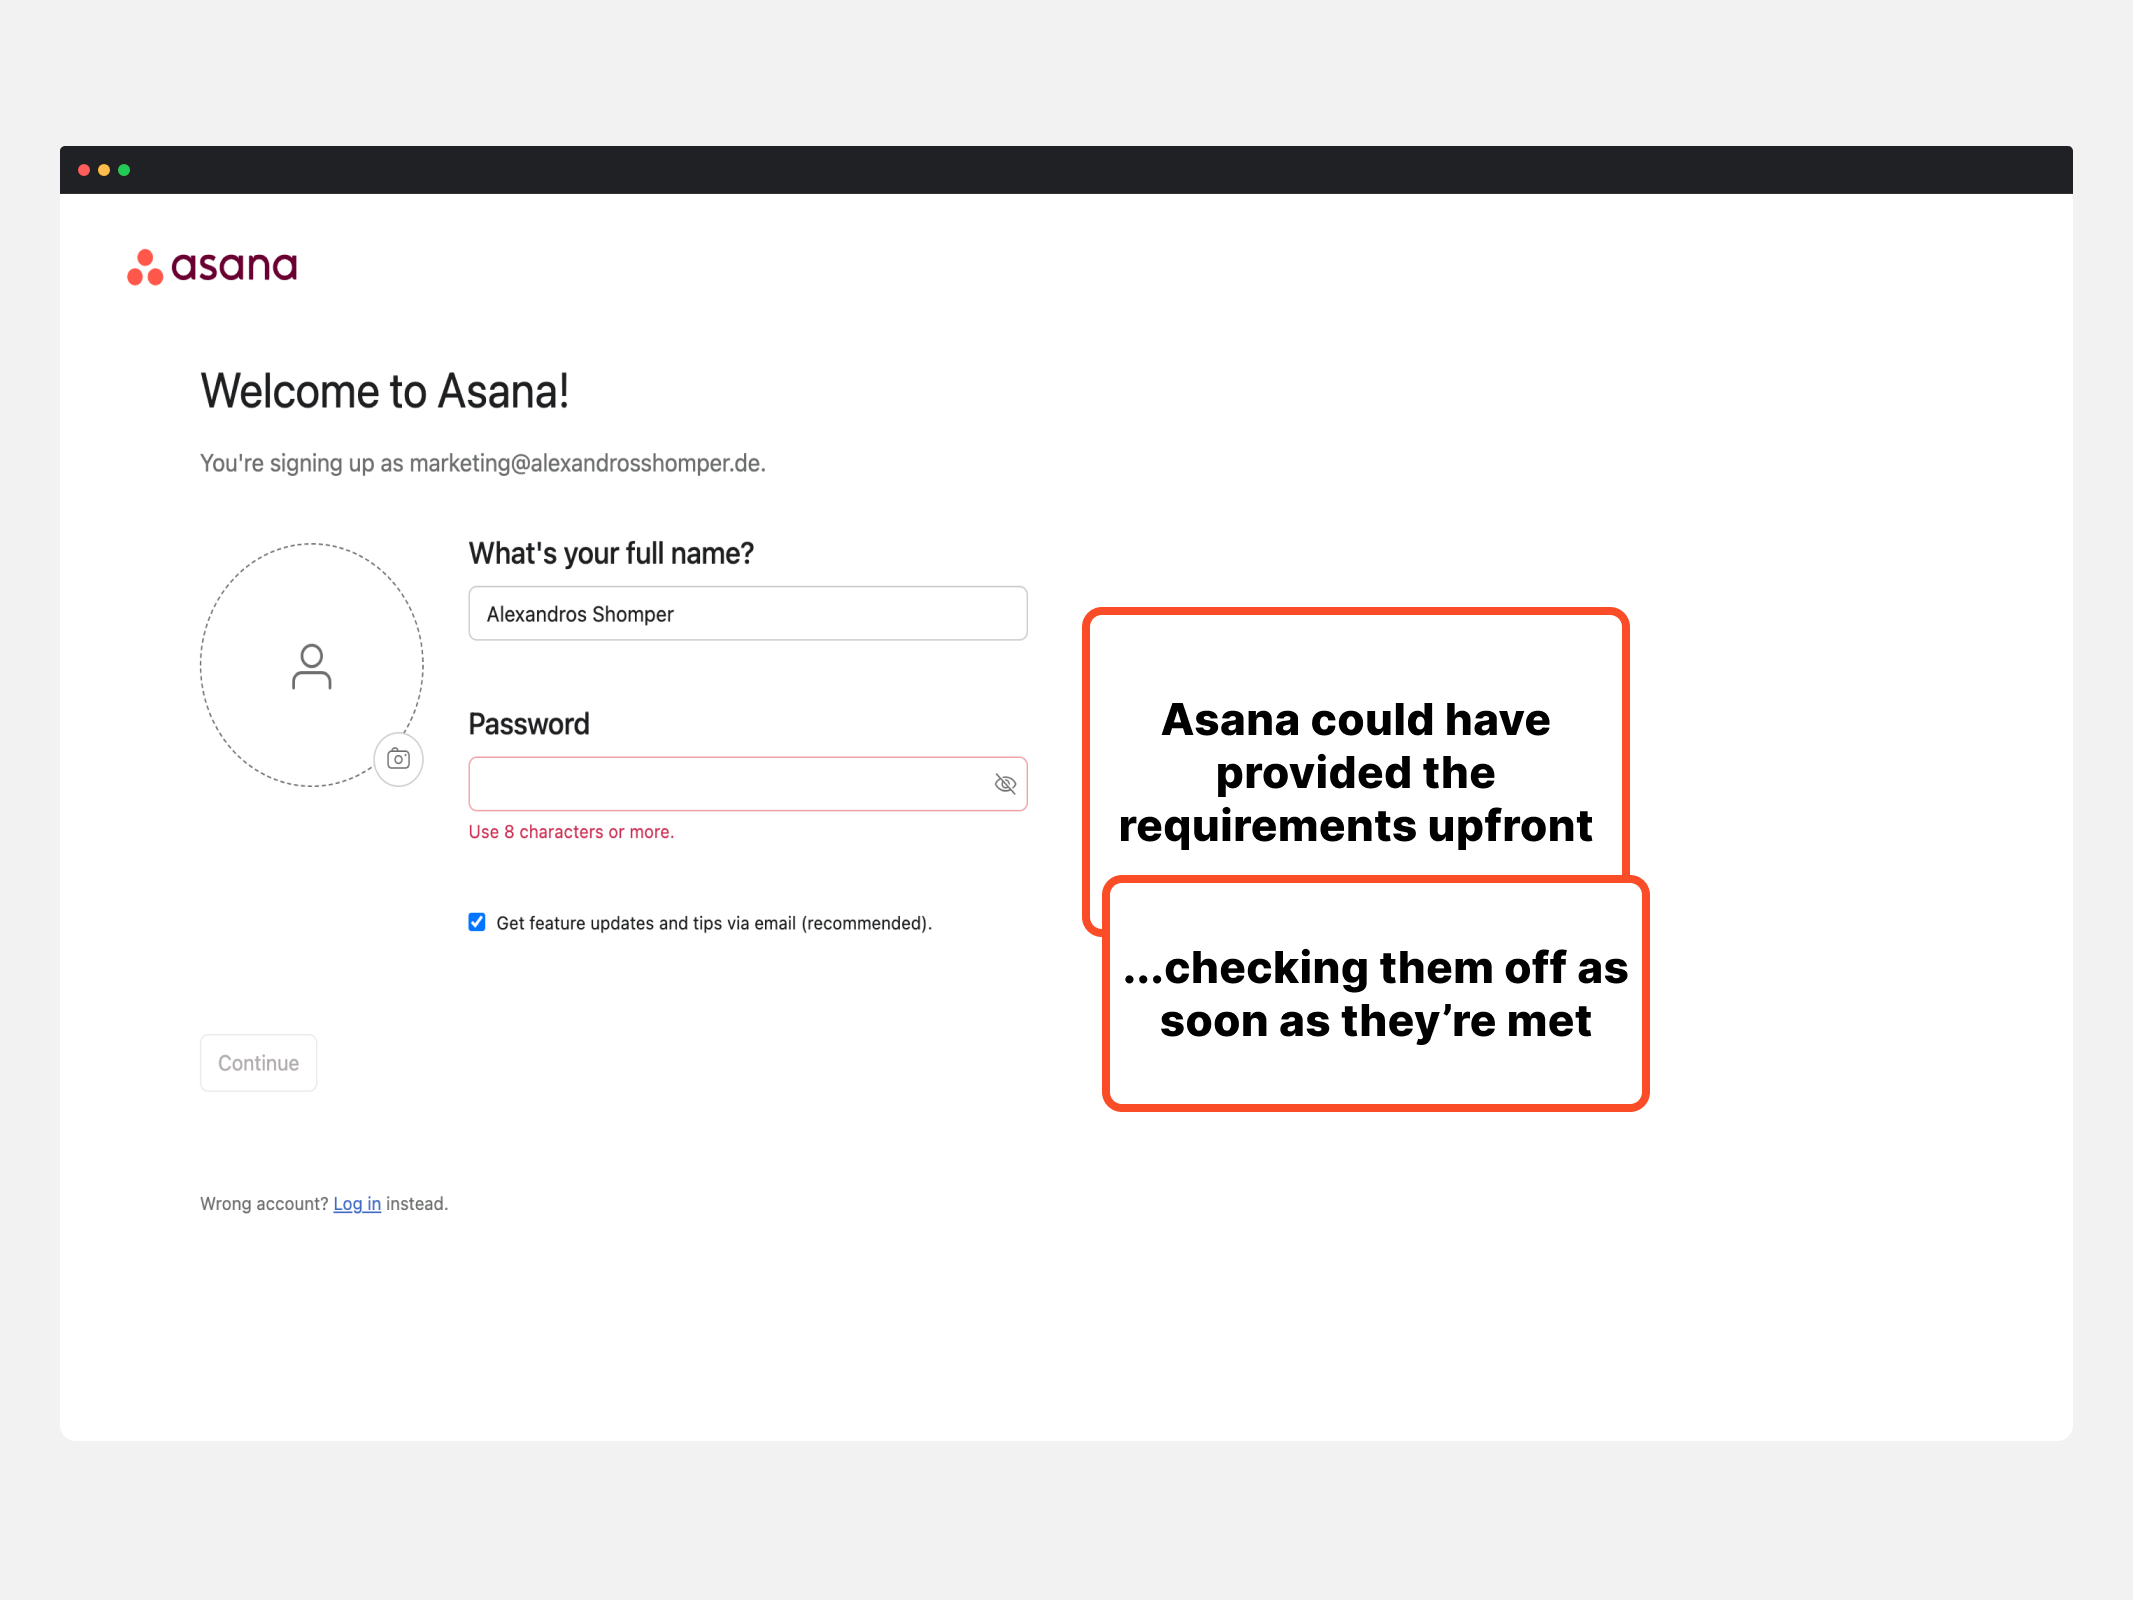 asana
Welcome to Asana!
You're signing up as marketing@alexandrosshomper.de.
What's your full name?
Alexandros Shomper
Password
Use 8 characters or more.
Get feature updates and tips via email (recommended).
Continue
Wrong account? Log in instead.
Asana could have
provided the
requirements upfront
...checking them off as
soon as they’re met